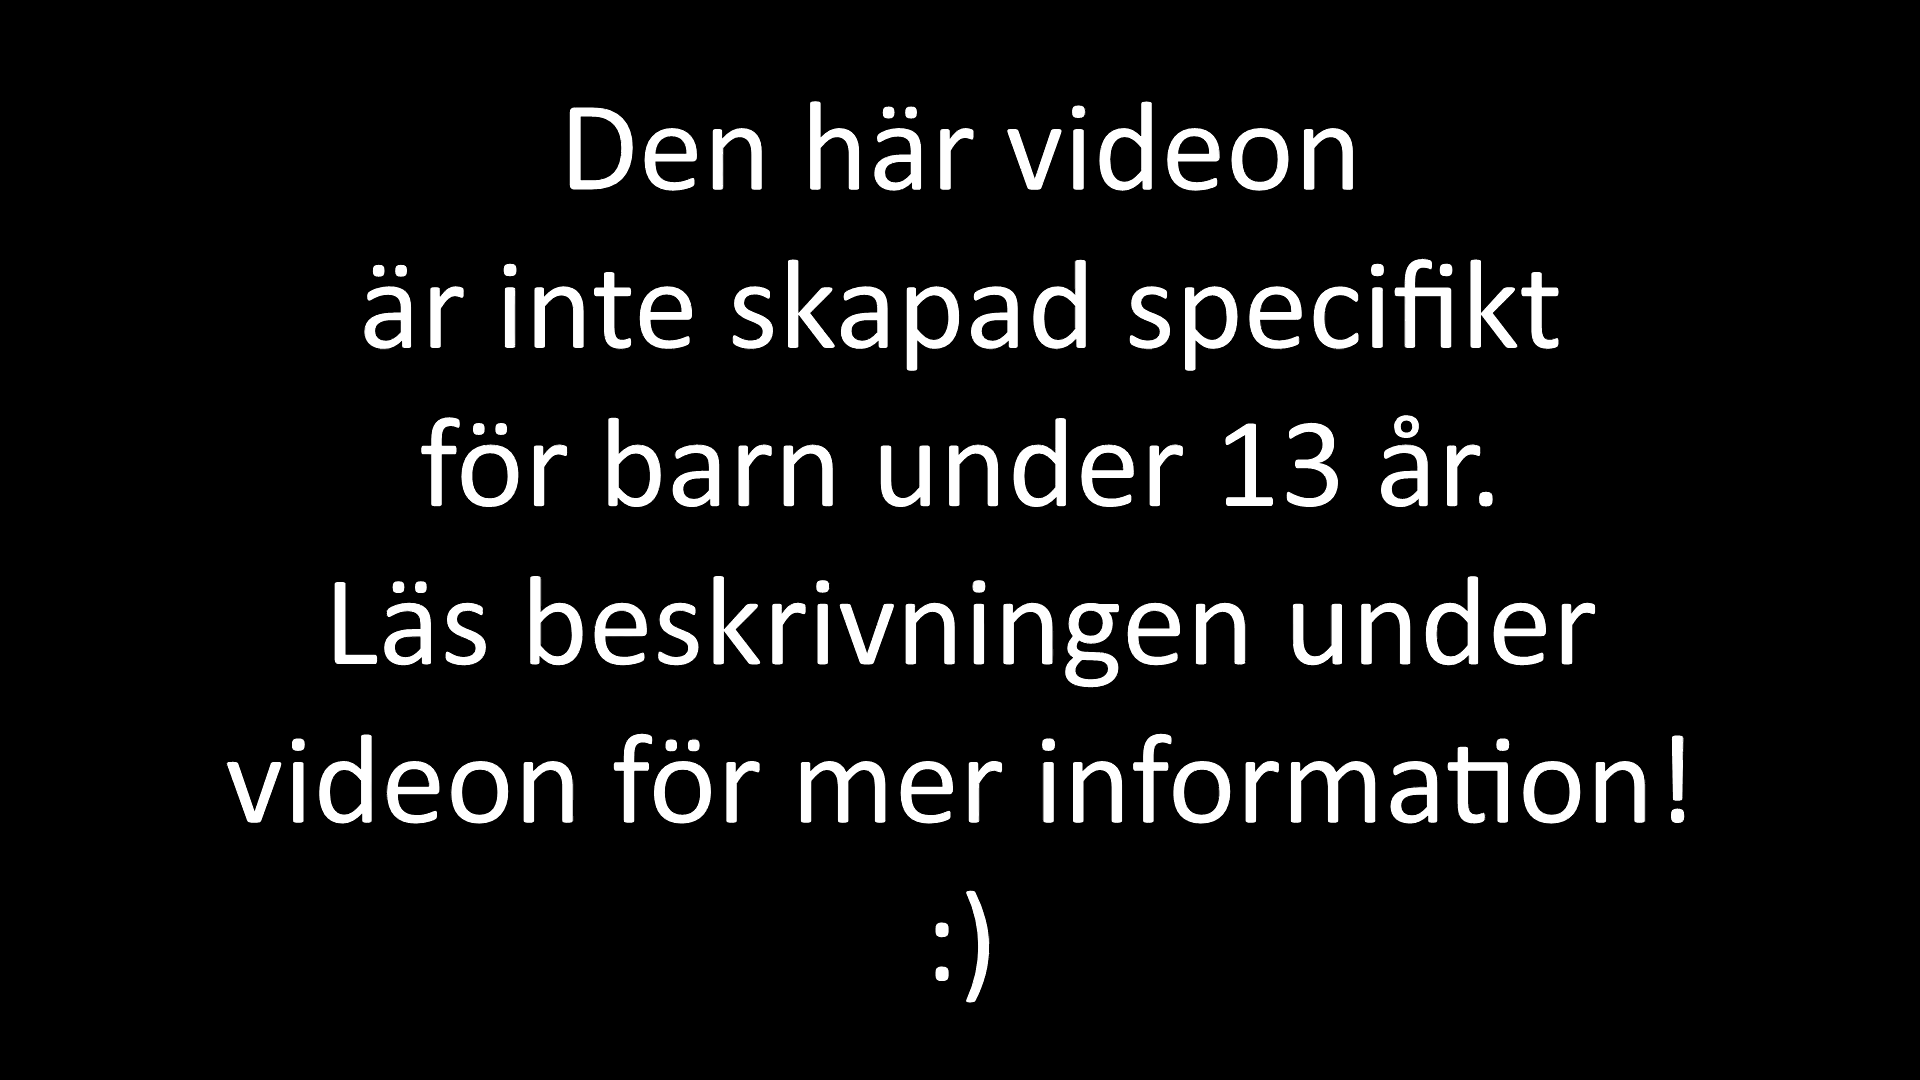 Den här videon
är inte skapad specifikt
för barn under 13 år.
Läs beskrivningen under
videon för mer information!
:)